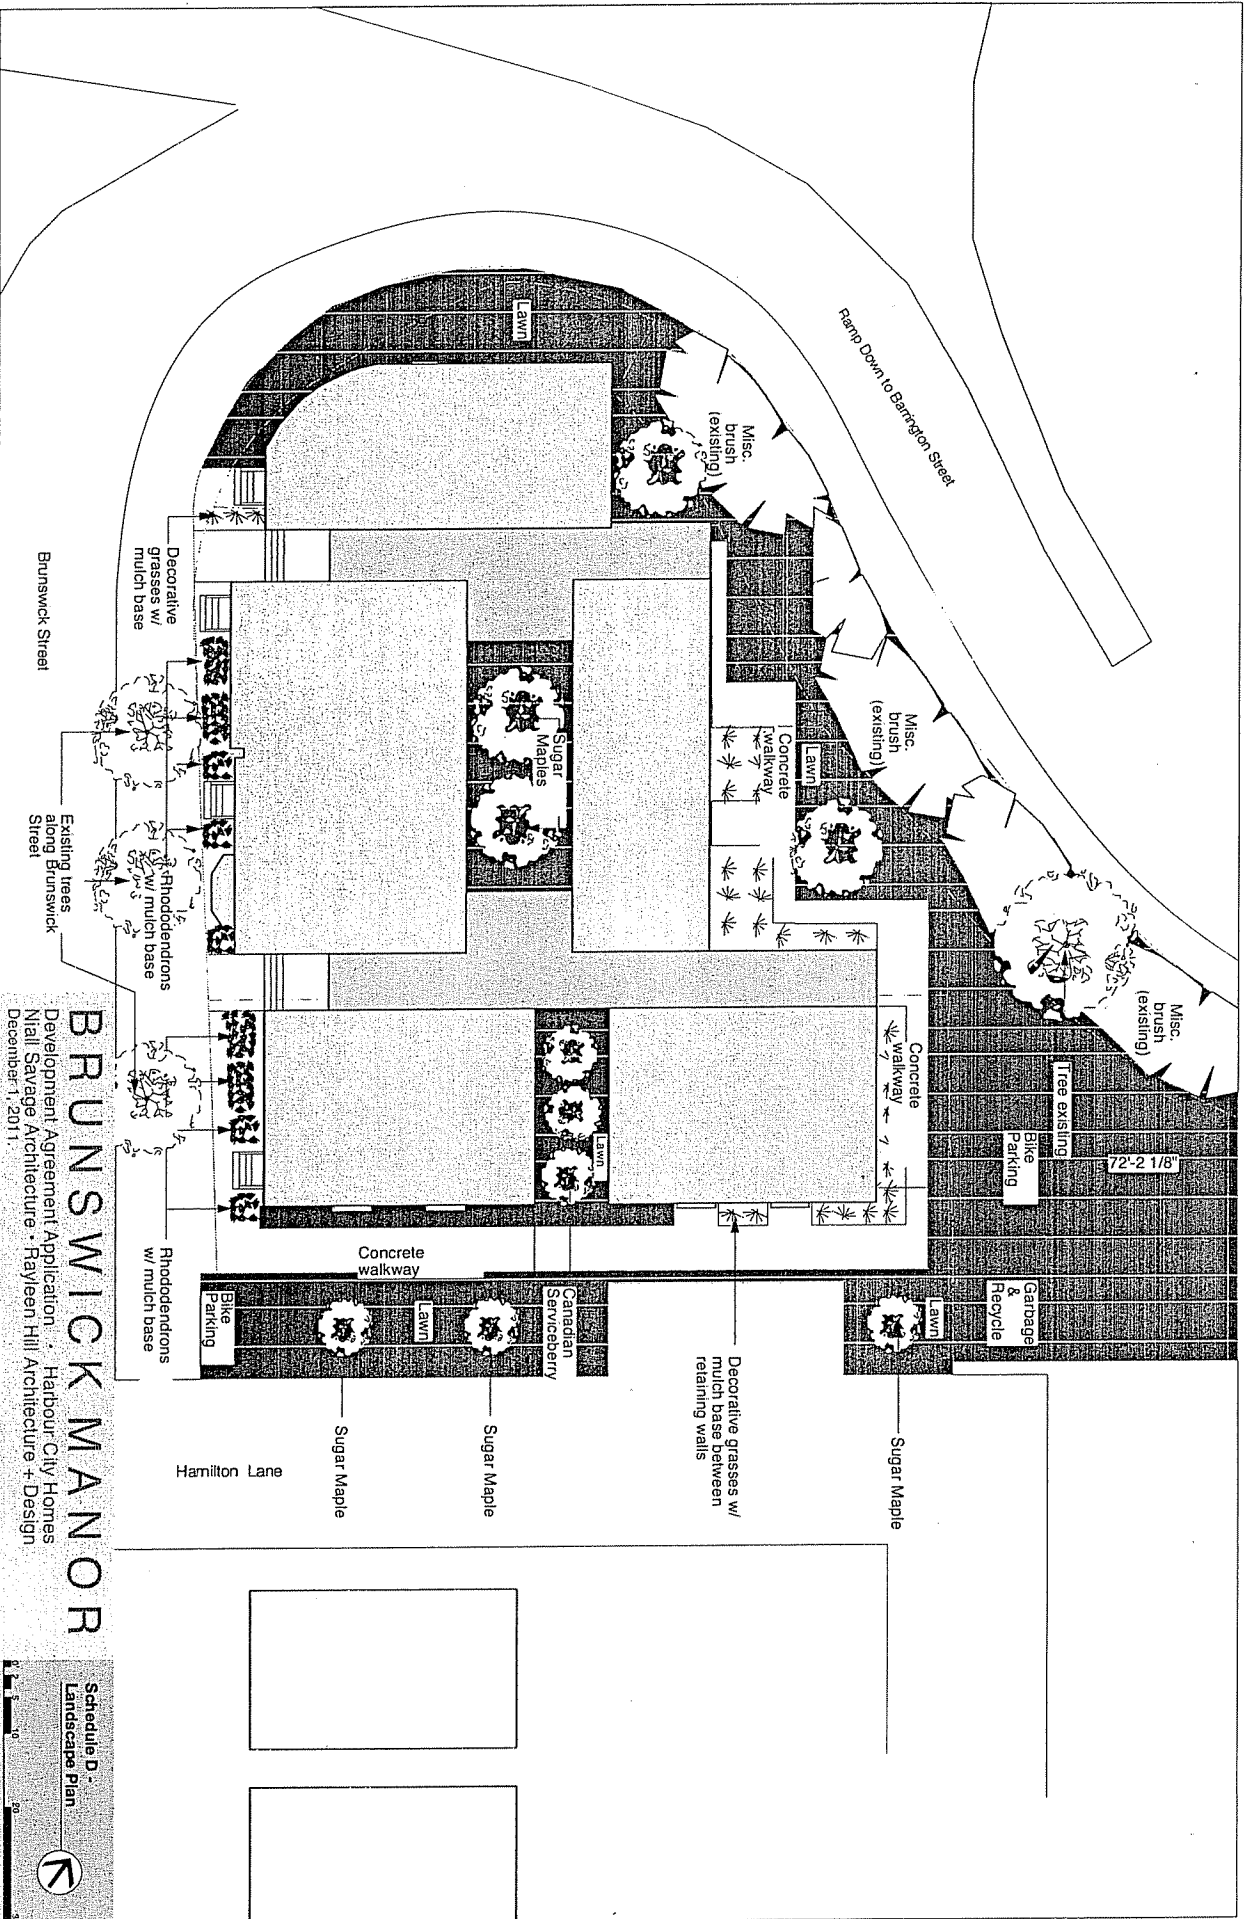 Ramp Down to Barrington Street
Lawn
Misc.
brush
(existing)
Misc.
brush
(existing)
Misc.
brush
(existing)
Tree existing
72'-2 1/8"
Bike
Parking
Garbage
&
Recycle
Lawn
Concrete
walkway
Lawn
Concrete
walkway
Sugar
Maples
Lawn
Decorative
grasses w/
mulch base
Rhododendrons
w/ mulch base
Brunswick Street
Existing trees
along Brunswick
Street
Concrete
walkway
Canadian
Serviceberry
Lawn
Bike
Parking
Rhododendrons
w/ mulch base
Decorative grasses w/
mulch base between
retaining walls
Sugar Maple
Sugar Maple
Sugar Maple
Hamilton Lane
BRUNSWICK MANOR
Development Agreement Application • Harbour City Homes
Niall Savage Architecture • Rayleen Hill Architecture + Design
December 1, 2011.
Schedule D -
Landscape Plan
0' 2 5 10 20